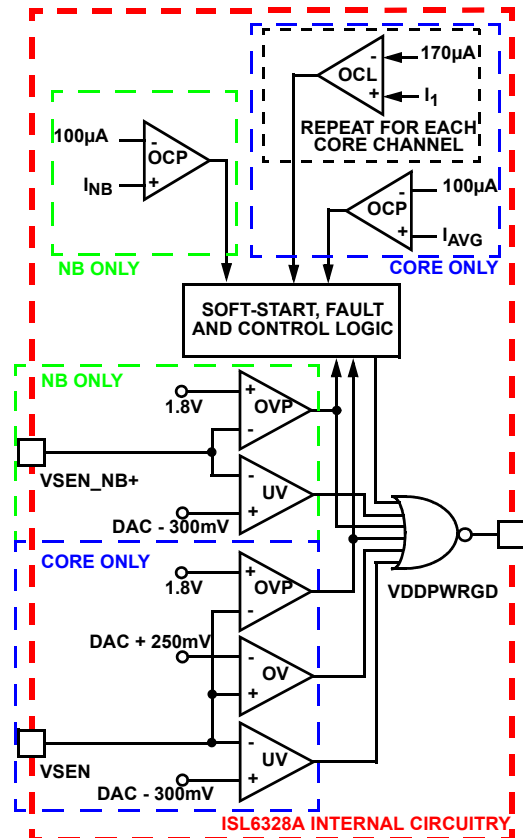 170µA
-
OCL
+
I1
REPEAT FOR EACH
CORE CHANNEL
100µA
-
OCP
INB
+
-
100µA
OCP
+
IAVG
NB ONLY
CORE ONLY
SOFT-START, FAULT
AND CONTROL LOGIC
NB ONLY
+
1.8V
OVP
-
VSEN_NB+
-
UV
+
DAC - 300mV
CORE ONLY
+
1.8V
OVP
-
VDDPWRGD
DAC + 250mV
-
OV
+
-
VSEN
UV
+
DAC - 300mV
ISL6328A INTERNAL CIRCUITRY